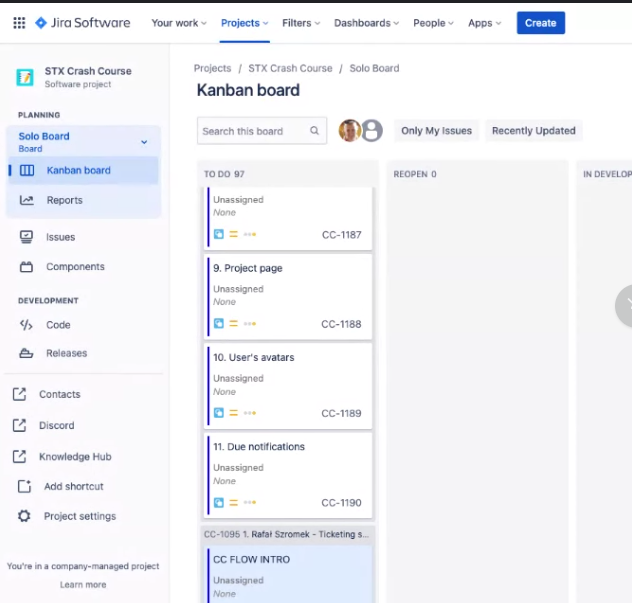 Jira Software
Your work
Projects
Filters
Dashboards
People
Apps
Create
STX Crash Course
Software project
PLANNING
Solo Board
Board
Kanban board
Reports
Issues
Components
DEVELOPMENT
Code
Releases
Contacts
Discord
Knowledge Hub
Add shortcut
Project settings
You're in a company-managed project
Learn more
Projects / STX Crash Course / Solo Board
Kanban board
Search this board
Only My Issues
Recently Updated
TO DO 97
Unassigned
None
CC-1187
9. Project page
Unassigned
None
CC-1188
10. User's avatars
Unassigned
None
CC-1189
11. Due notifications
Unassigned
None
CC-1190
CC-1095 1. Rafał Szromek - Ticketing s...
CC FLOW INTRO
Unassigned
None
REOPEN 0
IN DEVELOP